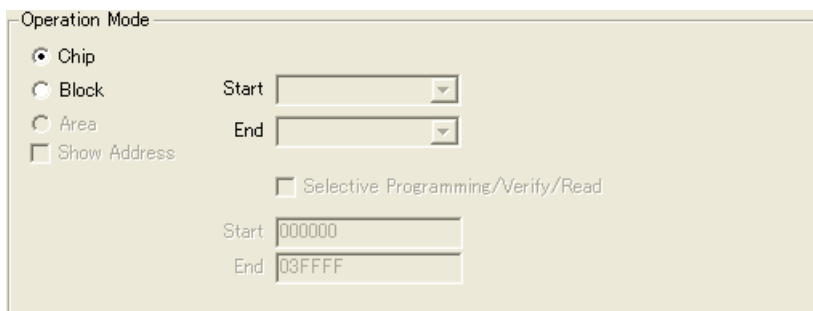 Operation Mode
Chip
Block Start
Area End
Show Address
Selective Programming/Verify/Read
Start 000000
End 03FFFF